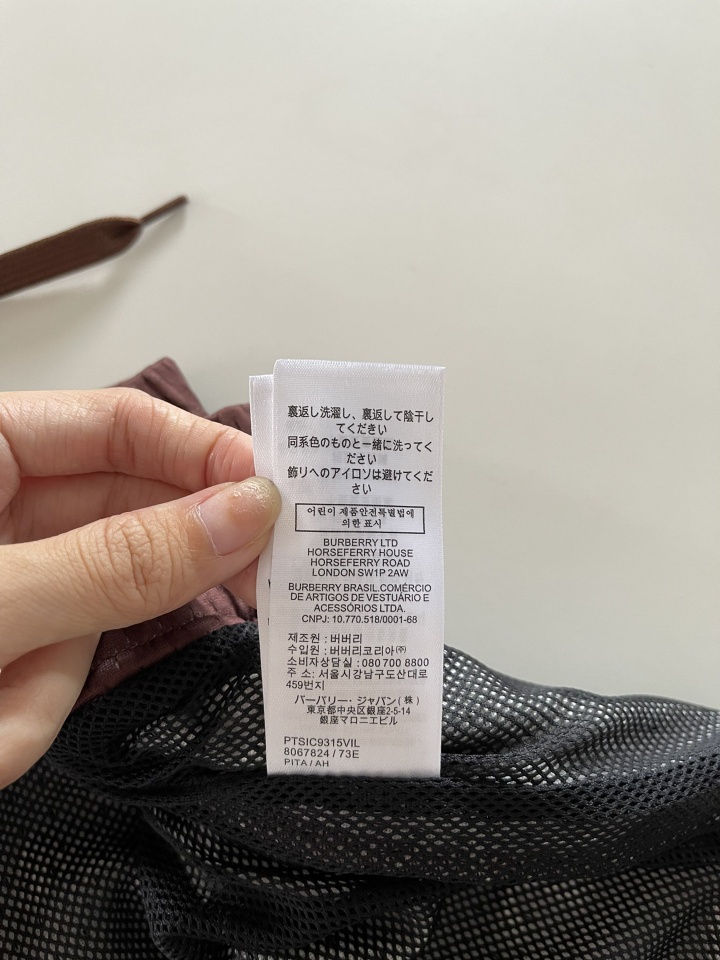 裏返し洗濯し、裏返して陰干し
てくだきい
同系色のものと一緒に洗ってく
ださい
飾りへのアイロソは避けてくだ
さい
어린이 제품안전특별법에
의한 표시
BURBERRY LTD
HORSEFERRY HOUSE
HORSEFERRY ROAD
LONDON SW1P 2AW
BURBERRY BRASIL.COMÉRCIO
DE ARTIGOS DE VESTUÁRIO E
ACESSÓRIOS LTDA.
CNPJ: 10.770.518/0001-68
제조원 : 버버리
수입원 : 버버리코리아㈜
소비자상담실 : 080 700 8800
주 소: 서울시강남구도산대로
459번지
バーバリー・ジャパン ( 株 )
東京都中央区銀座2-5-14
銀座マロニエビル
PTSIC9315VIL
8067824 / 73E
PITA / AH